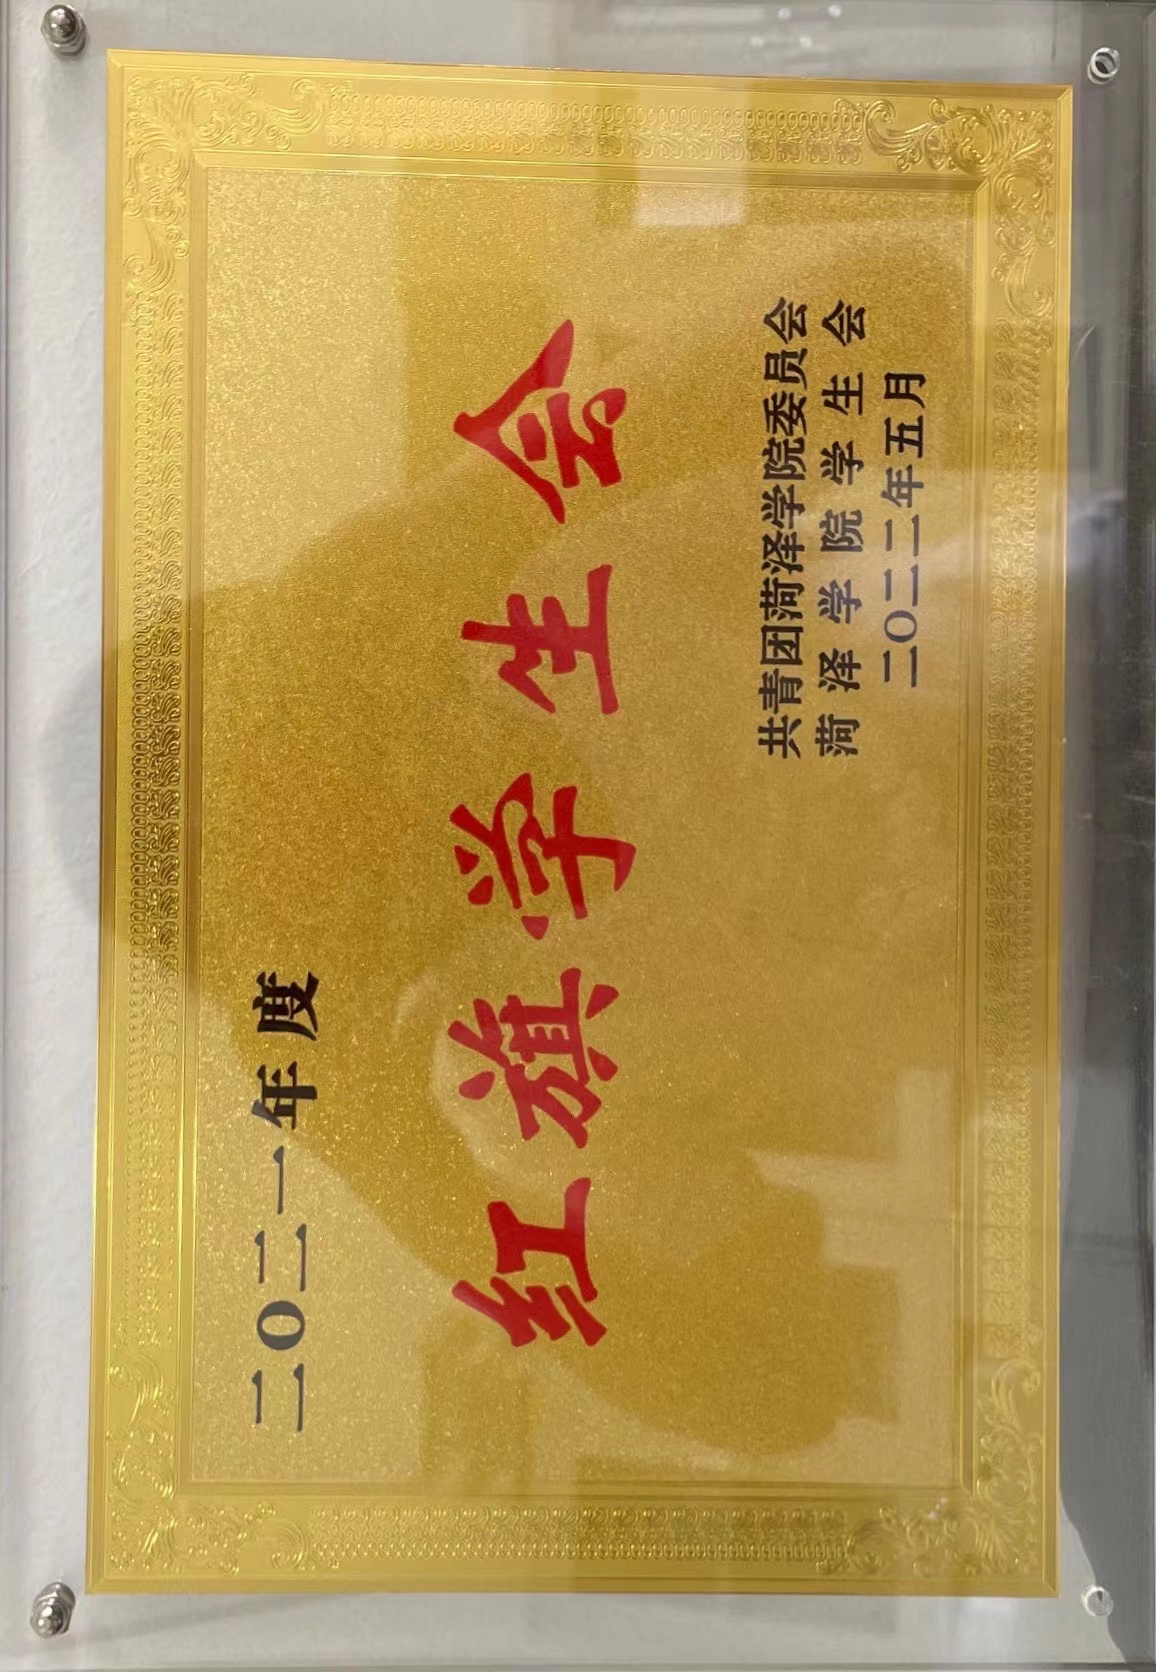 二〇二一年度
红旗学生会
共青团菏泽学院委员会
菏泽学院学生会
二〇二二年五月